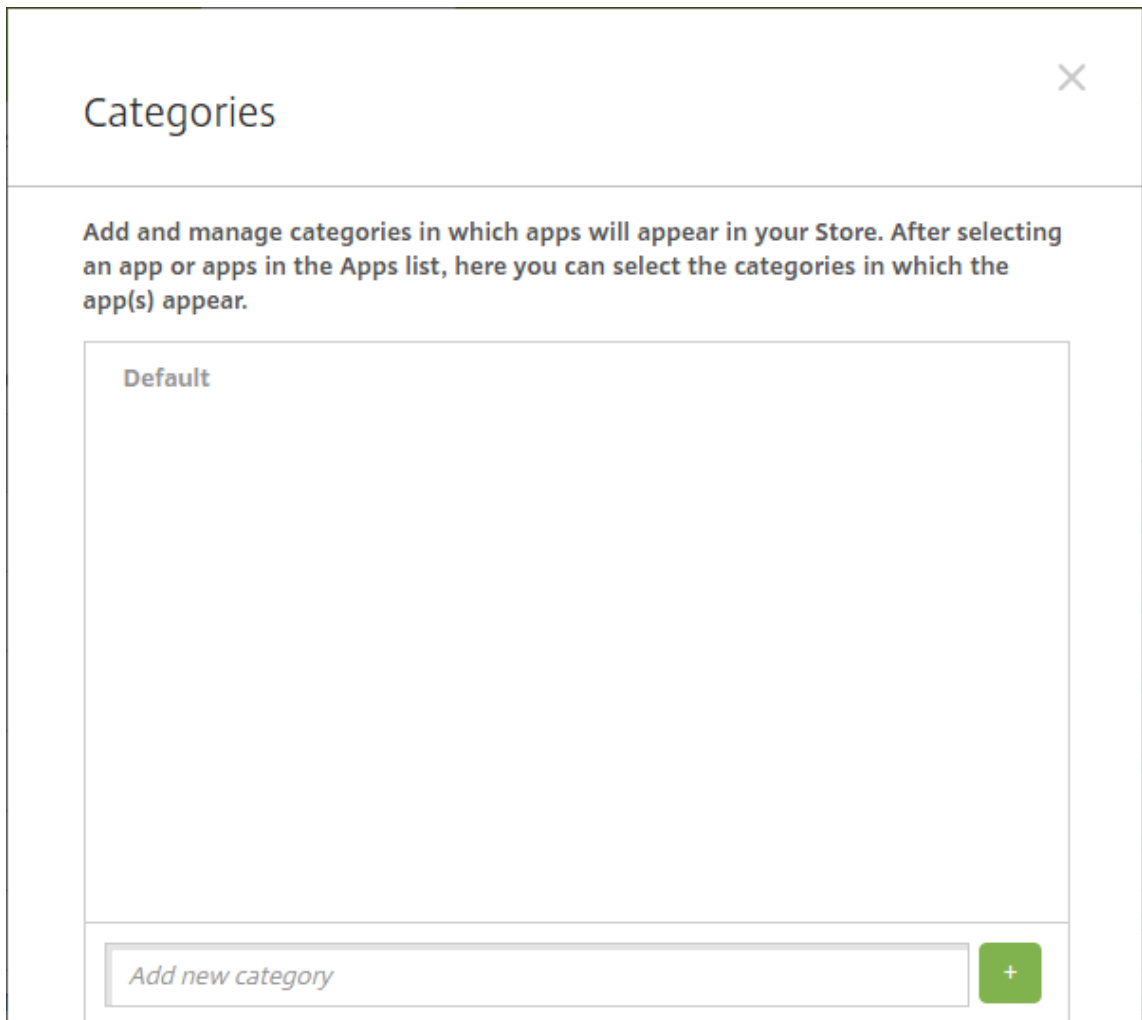 Categories
Add and manage categories in which apps will appear in your Store. After selecting
an app or apps in the Apps list, here you can select the categories in which the
app(s) appear.
Default
Add new category
+